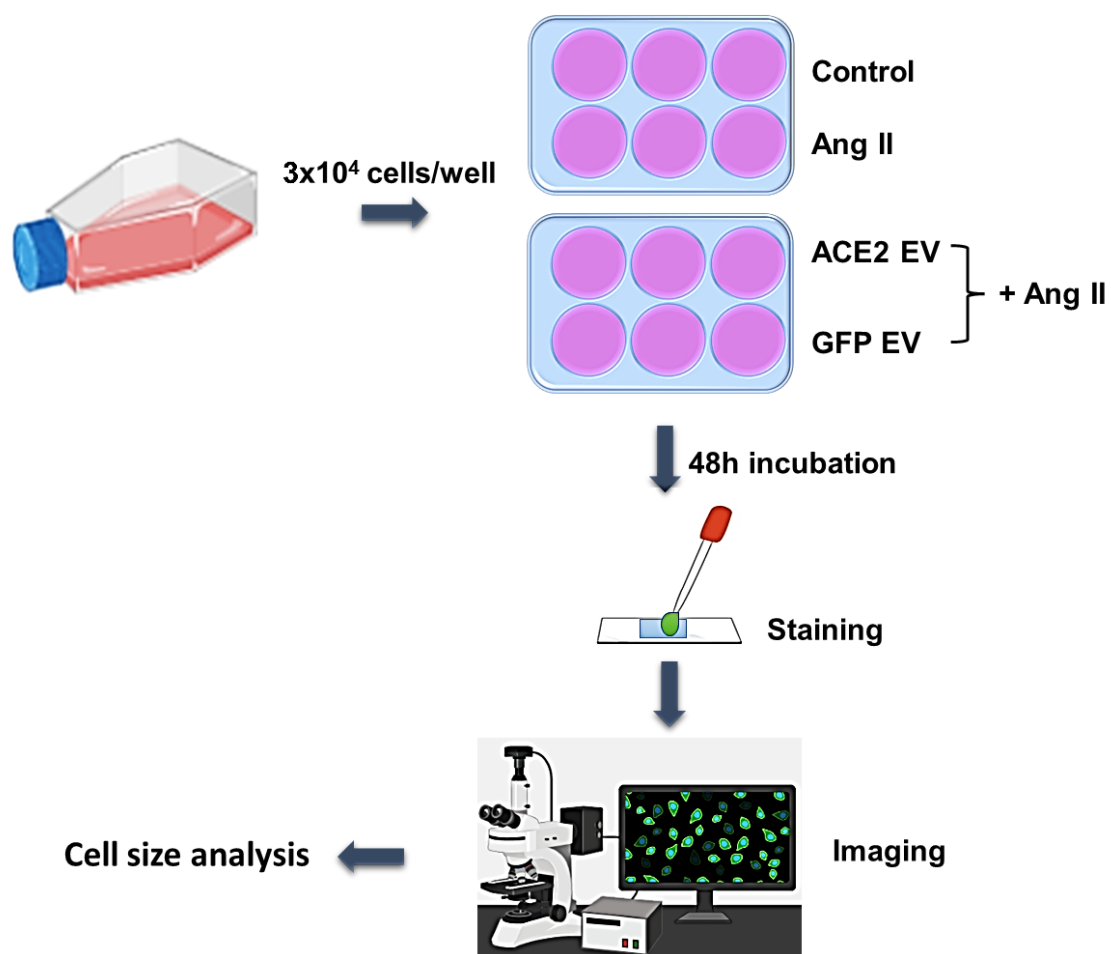 Control
Ang II
3x10⁴ cells/well
ACE2 EV
GFP EV
+ Ang II
48h incubation
Staining
Imaging
Cell size analysis